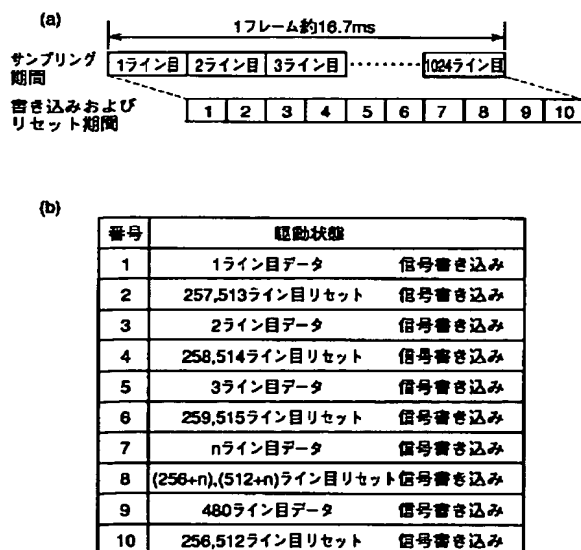 (a)
1フレーム約16.7ms
サンプリング
期間
1ライン目 2ライン目 3ライン目 ········ 1024ライン目
書き込みおよび
リセット期間
1 2 3 4 5 6 7 8 9 10
(b)
番号 駆動状態
1 1ライン目データ 信号書き込み
2 257,513ライン目リセット 信号書き込み
3 2ライン目データ 信号書き込み
4 258,514ライン目リセット 信号書き込み
5 3ライン目データ 信号書き込み
6 259,515ライン目リセット 信号書き込み
7 nライン目データ 信号書き込み
8 (256+n),(512+n)ライン目リセット信号書き込み
9 480ライン目データ 信号書き込み
10 256,512ライン目リセット 信号書き込み